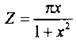 Z = πx / (1 + x²)